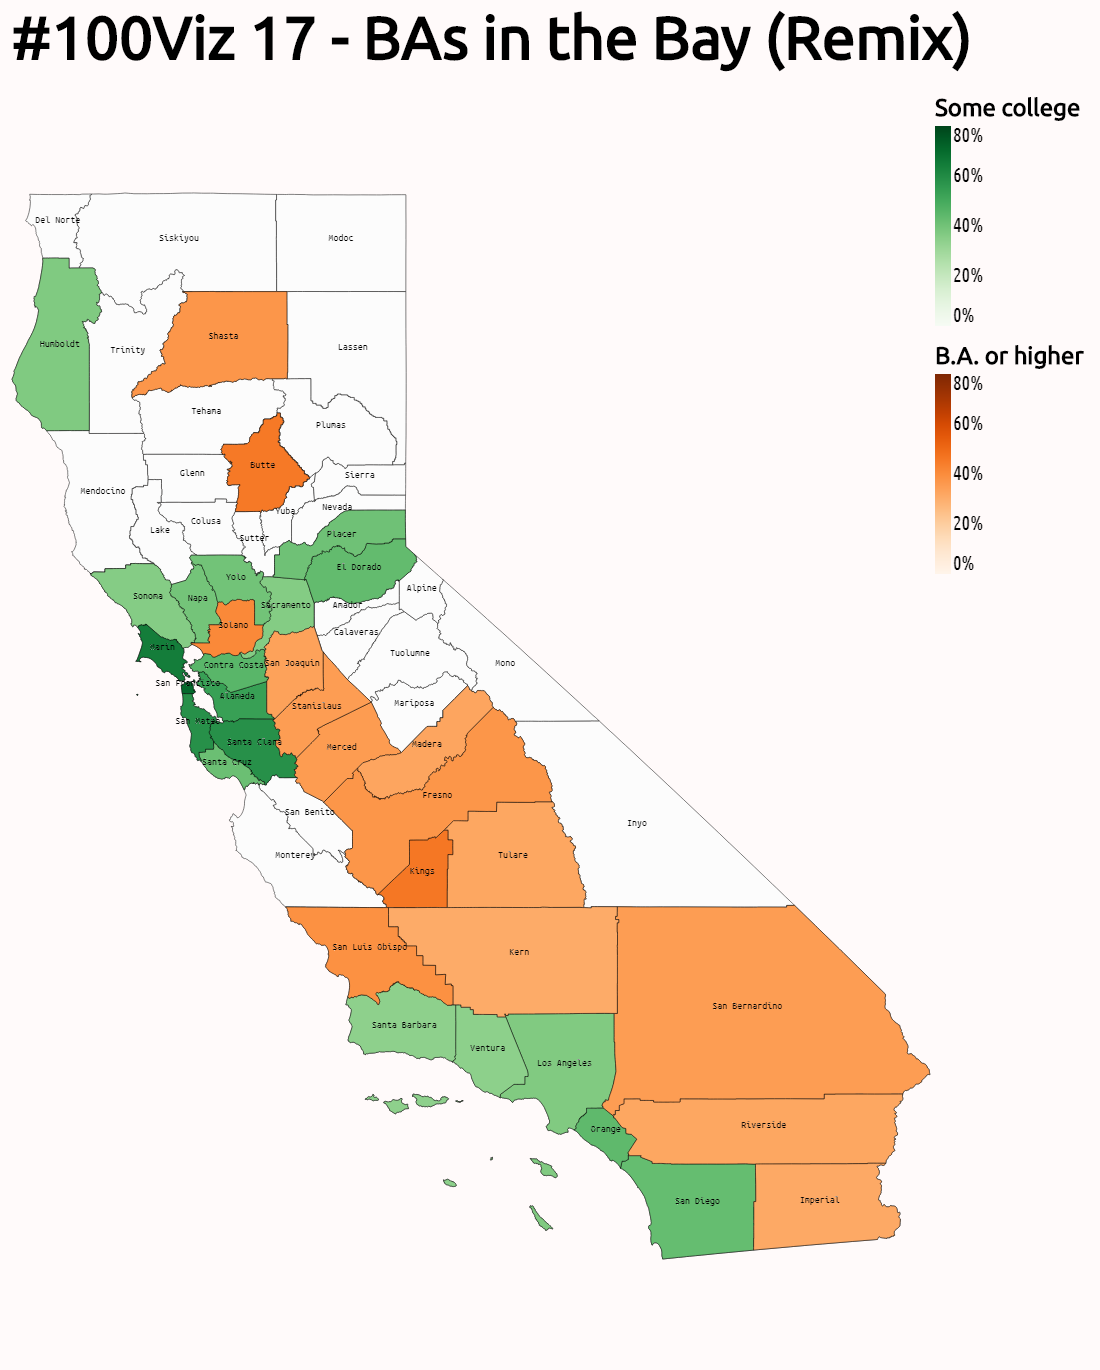 #100Viz 17 - BAs in the Bay (Remix)
Some college
80%
60%
40%
20%
0%
B.A. or higher
80%
60%
40%
20%
0%
Del Norte
Siskiyou
Modoc
Humboldt
Trinity
Shasta
Lassen
Tehama
Plumas
Butte
Glenn
Sierra
Mendocino
Nevada
Yuba
Colusa
Lake
Sutter
Placer
El Dorado
Yolo
Alpine
Sonoma
Napa
Sacramento
Amador
Solano
Calaveras
Marin
Tuolumne
Contra Costa
San Joaquin
Mono
San Francisco
Alameda
Mariposa
Stanislaus
San Mateo
Santa Clara
Merced
Madera
Santa Cruz
Fresno
San Benito
Inyo
Monterey
Tulare
Kings
San Luis Obispo
Kern
San Bernardino
Santa Barbara
Ventura
Los Angeles
Orange
Riverside
San Diego
Imperial